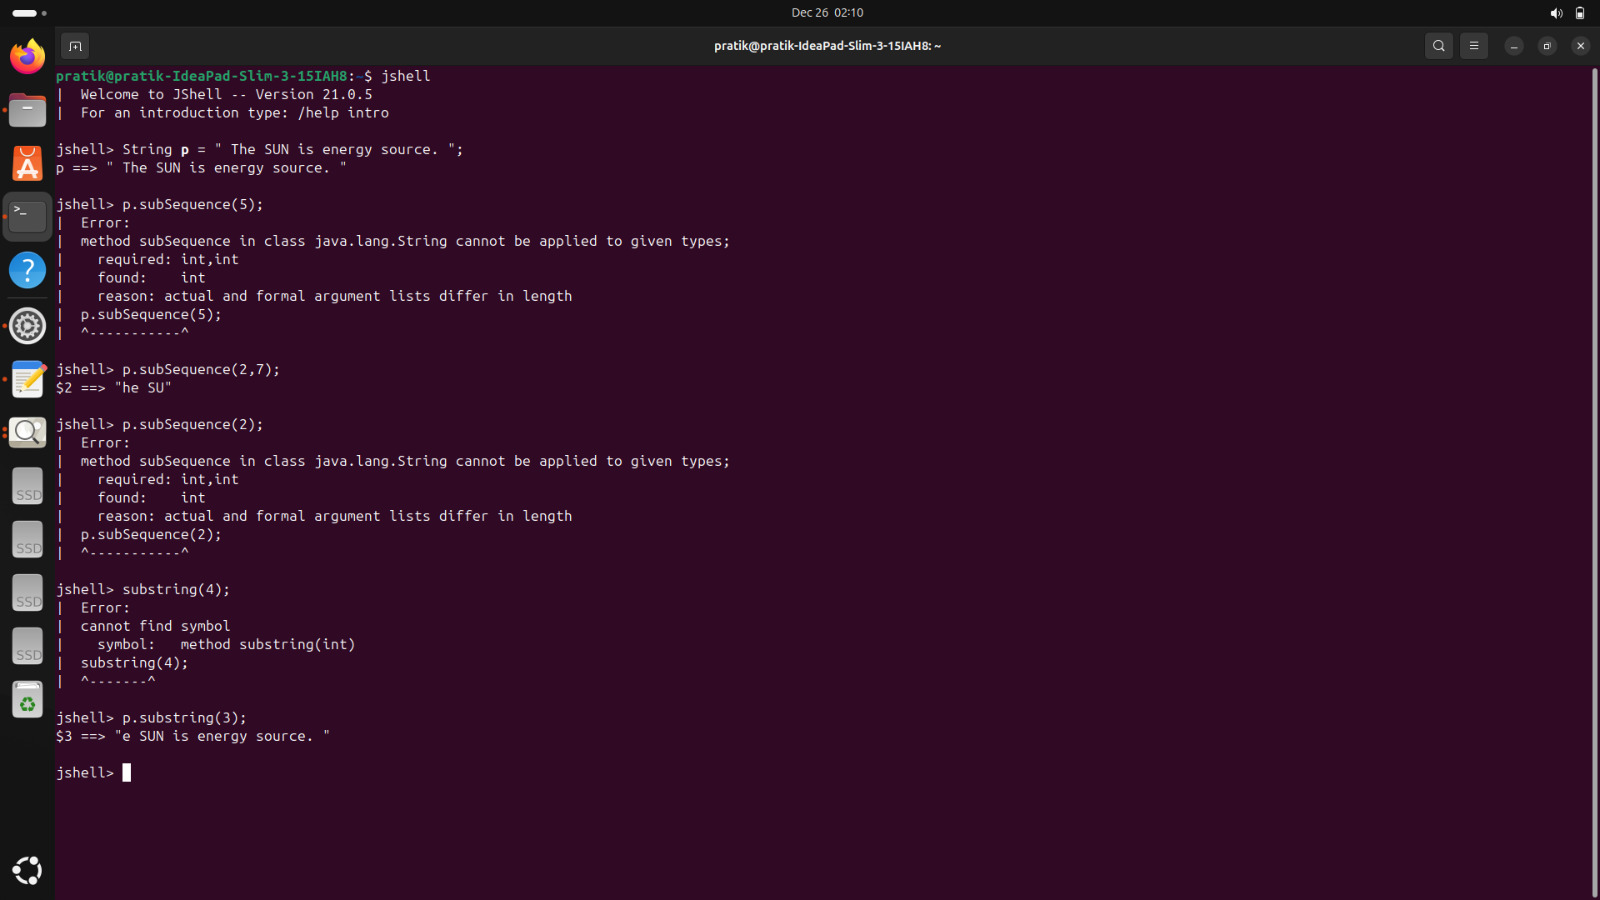 Dec 26 02:10
pratik@pratik-IdeaPad-Slim-3-15IAH8: ~
pratik@pratik-IdeaPad-Slim-3-15IAH8:~$ jshell
|  Welcome to JShell -- Version 21.0.5
|  For an introduction type: /help intro
jshell> String p = " The SUN is energy source. ";
p ==> " The SUN is energy source. "
jshell> p.subSequence(5);
|  Error:
|  method subSequence in class java.lang.String cannot be applied to given types;
|    required: int,int
|    found:    int
|    reason: actual and formal argument lists differ in length
|  p.subSequence(5);
|  ^-----------^
jshell> p.subSequence(2,7);
$2 ==> "he SU"
jshell> p.subSequence(2);
|  Error:
|  method subSequence in class java.lang.String cannot be applied to given types;
|    required: int,int
|    found:    int
|    reason: actual and formal argument lists differ in length
|  p.subSequence(2);
|  ^-----------^
jshell> substring(4);
|  Error:
|  cannot find symbol
|    symbol:   method substring(int)
|  substring(4);
|  ^-------^
jshell> p.substring(3);
$3 ==> "e SUN is energy source. "
jshell>
SSD
SSD
SSD
SSD